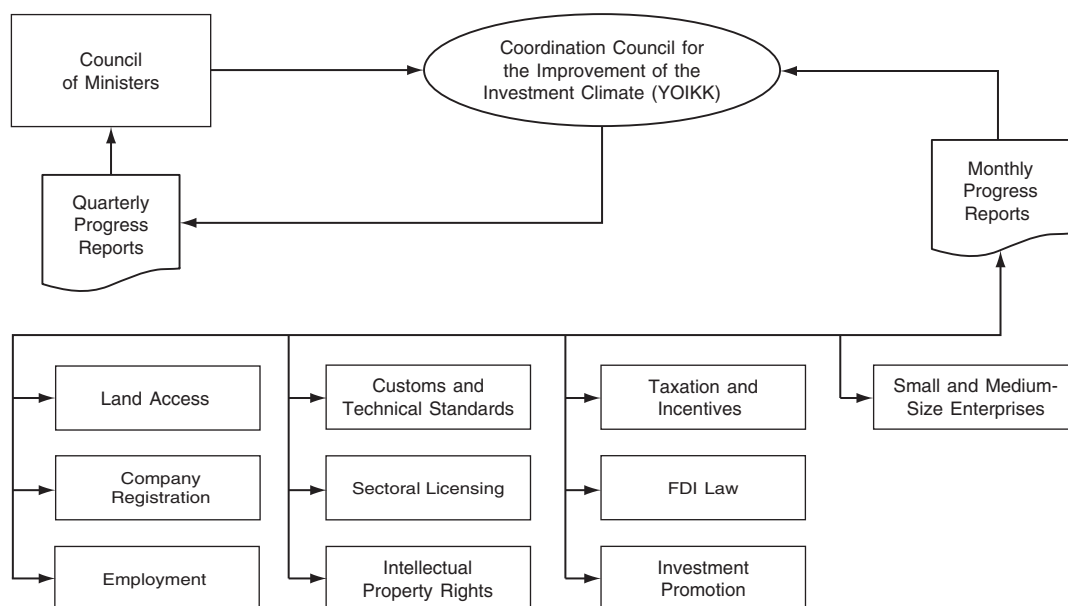 Council
of Ministers
Coordination Council for
the Improvement of the
Investment Climate (YOIKK)
Quarterly
Progress
Reports
Monthly
Progress
Reports
Land Access
Customs and
Technical Standards
Taxation and
Incentives
Small and Medium-
Size Enterprises
Company
Registration
Sectoral Licensing
FDI Law
Employment
Intellectual
Property Rights
Investment
Promotion